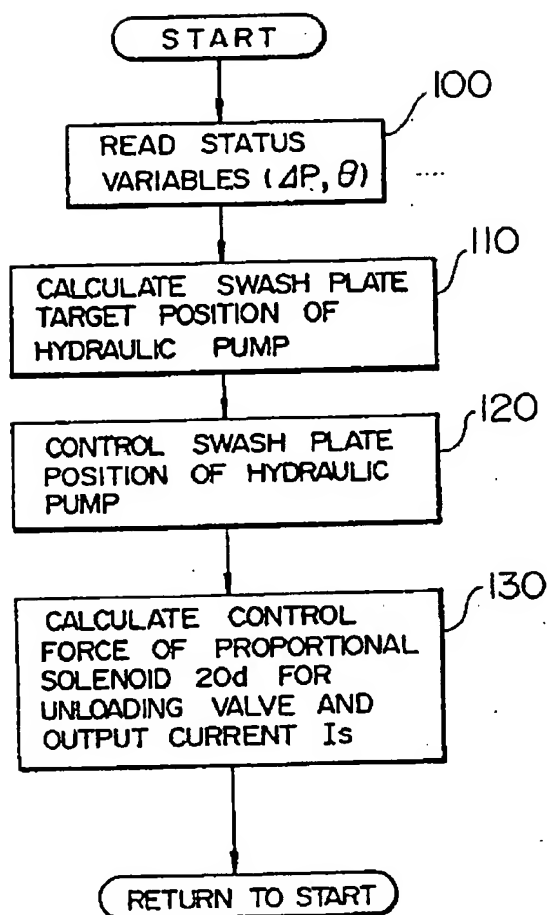 START
100
READ STATUS
VARIABLES (ΔP, θ) ....
110
CALCULATE SWASH PLATE
TARGET POSITION OF
HYDRAULIC PUMP
120
CONTROL SWASH PLATE
POSITION OF HYDRAULIC
PUMP
130
CALCULATE CONTROL
FORCE OF PROPORTIONAL
SOLENOID 20d FOR
UNLOADING VALVE AND
OUTPUT CURRENT Is
RETURN TO START